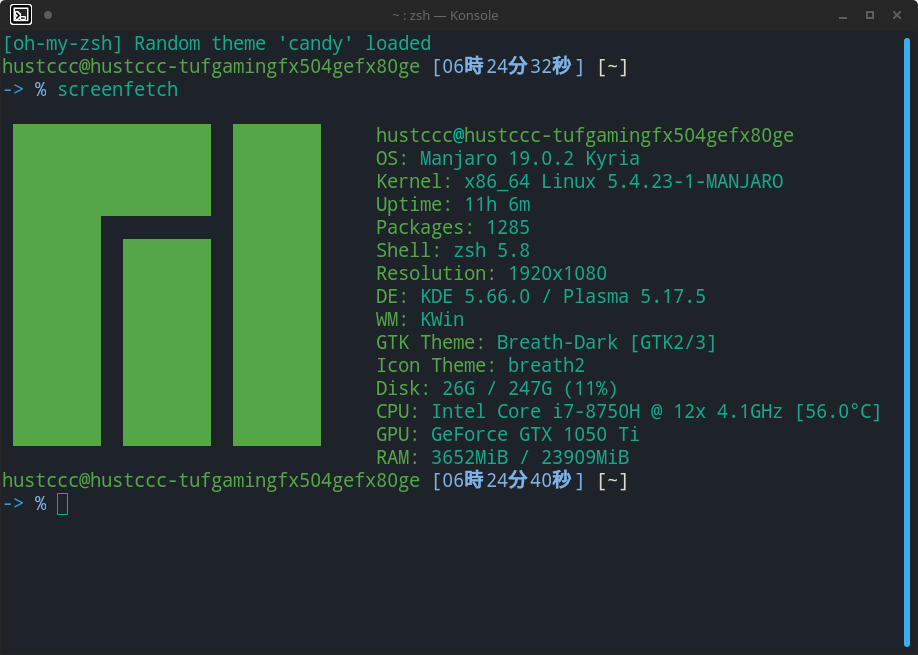 ~ : zsh — Konsole
[oh-my-zsh] Random theme 'candy' loaded
hustccc@hustccc-tufgamingfx504gefx80ge [06時24分32秒] [~]
-> % screenfetch
hustccc@hustccc-tufgamingfx504gefx80ge
OS: Manjaro 19.0.2 Kyria
Kernel: x86_64 Linux 5.4.23-1-MANJARO
Uptime: 11h 6m
Packages: 1285
Shell: zsh 5.8
Resolution: 1920x1080
DE: KDE 5.66.0 / Plasma 5.17.5
WM: KWin
GTK Theme: Breath-Dark [GTK2/3]
Icon Theme: breath2
Disk: 26G / 247G (11%)
CPU: Intel Core i7-8750H @ 12x 4.1GHz [56.0°C]
GPU: GeForce GTX 1050 Ti
RAM: 3652MiB / 23909MiB
hustccc@hustccc-tufgamingfx504gefx80ge [06時24分40秒] [~]
-> %